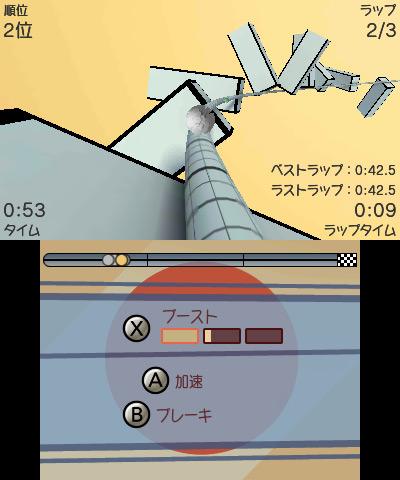 順位
2位
ラップ
2/3
ベストラップ：0:42.5
ラストラップ：0:42.5
0:53
タイム
0:09
ラップタイム
X ブースト
A 加速
B ブレーキ